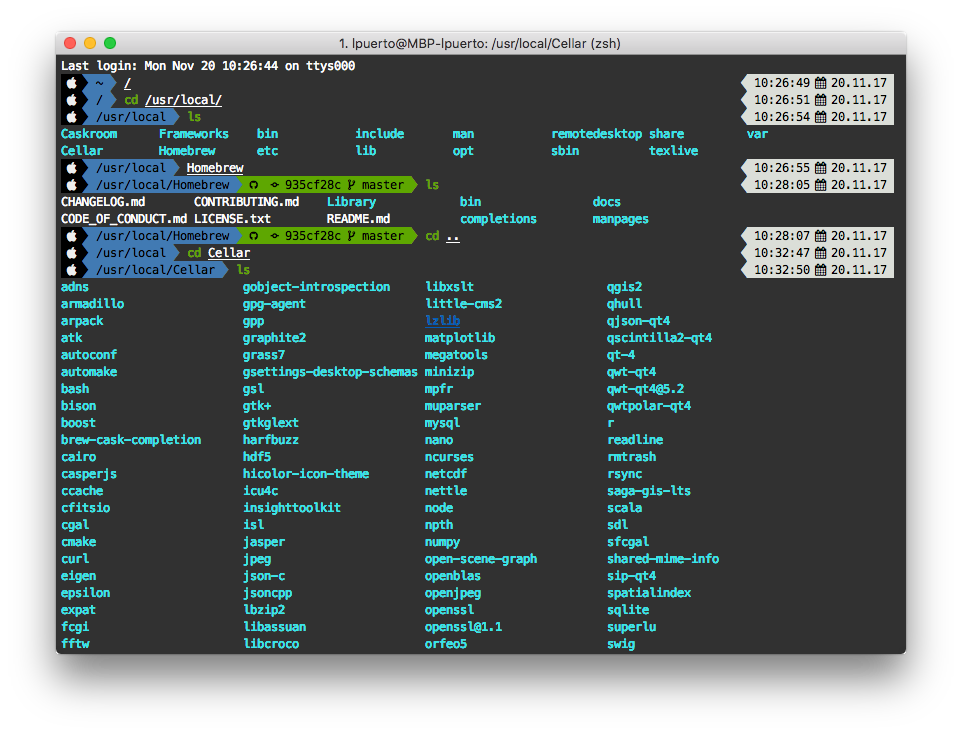 1. lpuerto@MBP-lpuerto: /usr/local/Cellar (zsh)
Last login: Mon Nov 20 10:26:44 on ttys000
~ / 10:26:49 20.11.17
/ cd /usr/local/ 10:26:51 20.11.17
/usr/local ls 10:26:54 20.11.17
Caskroom Frameworks bin include man remotedesktop share var
Cellar Homebrew etc lib opt sbin texlive
/usr/local Homebrew 10:26:55 20.11.17
/usr/local/Homebrew 935cf28c master ls 10:28:05 20.11.17
CHANGELOG.md CONTRIBUTING.md Library bin docs
CODE_OF_CONDUCT.md LICENSE.txt README.md completions manpages
/usr/local/Homebrew 935cf28c master cd .. 10:28:07 20.11.17
/usr/local cd Cellar 10:32:47 20.11.17
/usr/local/Cellar ls 10:32:50 20.11.17
adns gobject-introspection libxslt qgis2
armadillo gpg-agent little-cms2 qhull
arpack gpp lzlib qjson-qt4
atk graphite2 matplotlib qscintilla2-qt4
autoconf grass7 megatools qt-4
automake gsettings-desktop-schemas minizip qwt-qt4
bash gsl mpfr qwt-qt4@5.2
bison gtk+ muparser qwtpolar-qt4
boost gtkglext mysql r
brew-cask-completion harfbuzz nano readline
cairo hdf5 ncurses rmtrash
casperjs hicolor-icon-theme netcdf rsync
ccache icu4c nettle saga-gis-lts
cfitsio insighttoolkit node scala
cgal isl npth sdl
cmake jasper numpy sfcgal
curl jpeg open-scene-graph shared-mime-info
eigen json-c openblas sip-qt4
epsilon jsoncpp openjpeg spatialindex
expat lbzip2 openssl sqlite
fcgi libassuan openssl@1.1 superlu
fftw libcroco orfeo5 swig